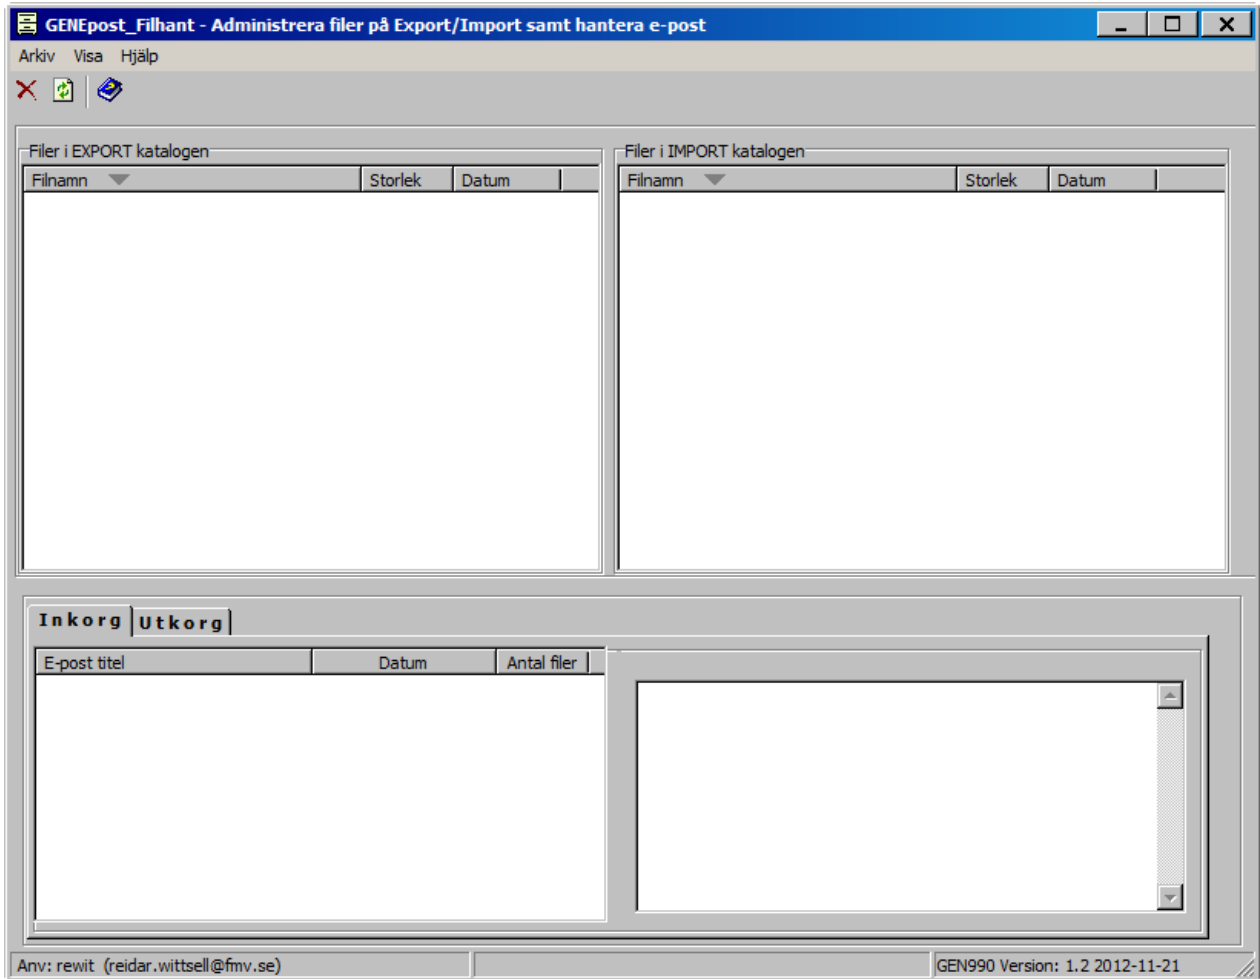 GENEpost_Filhant - Administrera filer på Export/Import samt hantera e-post
Arkiv Visa Hjälp
Filer i EXPORT katalogen
Filnamn Storlek Datum
Filer i IMPORT katalogen
Filnamn Storlek Datum
Inkorg Utkorg
E-post titel Datum Antal filer
Anv: rewit (reidar.wittsell@fmv.se)
GEN990 Version: 1.2 2012-11-21